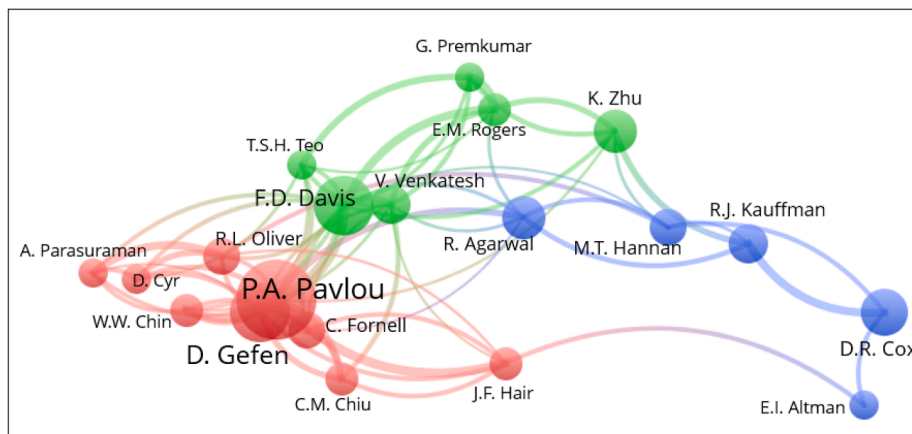 G. Premkumar
K. Zhu
E.M. Rogers
T.S.H. Teo
V. Venkatesh
F.D. Davis
R.J. Kauffman
R.L. Oliver
R. Agarwal
M.T. Hannan
A. Parasuraman
D. Cyr
P.A. Pavlou
W.W. Chin
C. Fornell
D. Gefen
D.R. Cox
J.F. Hair
C.M. Chiu
E.I. Altman